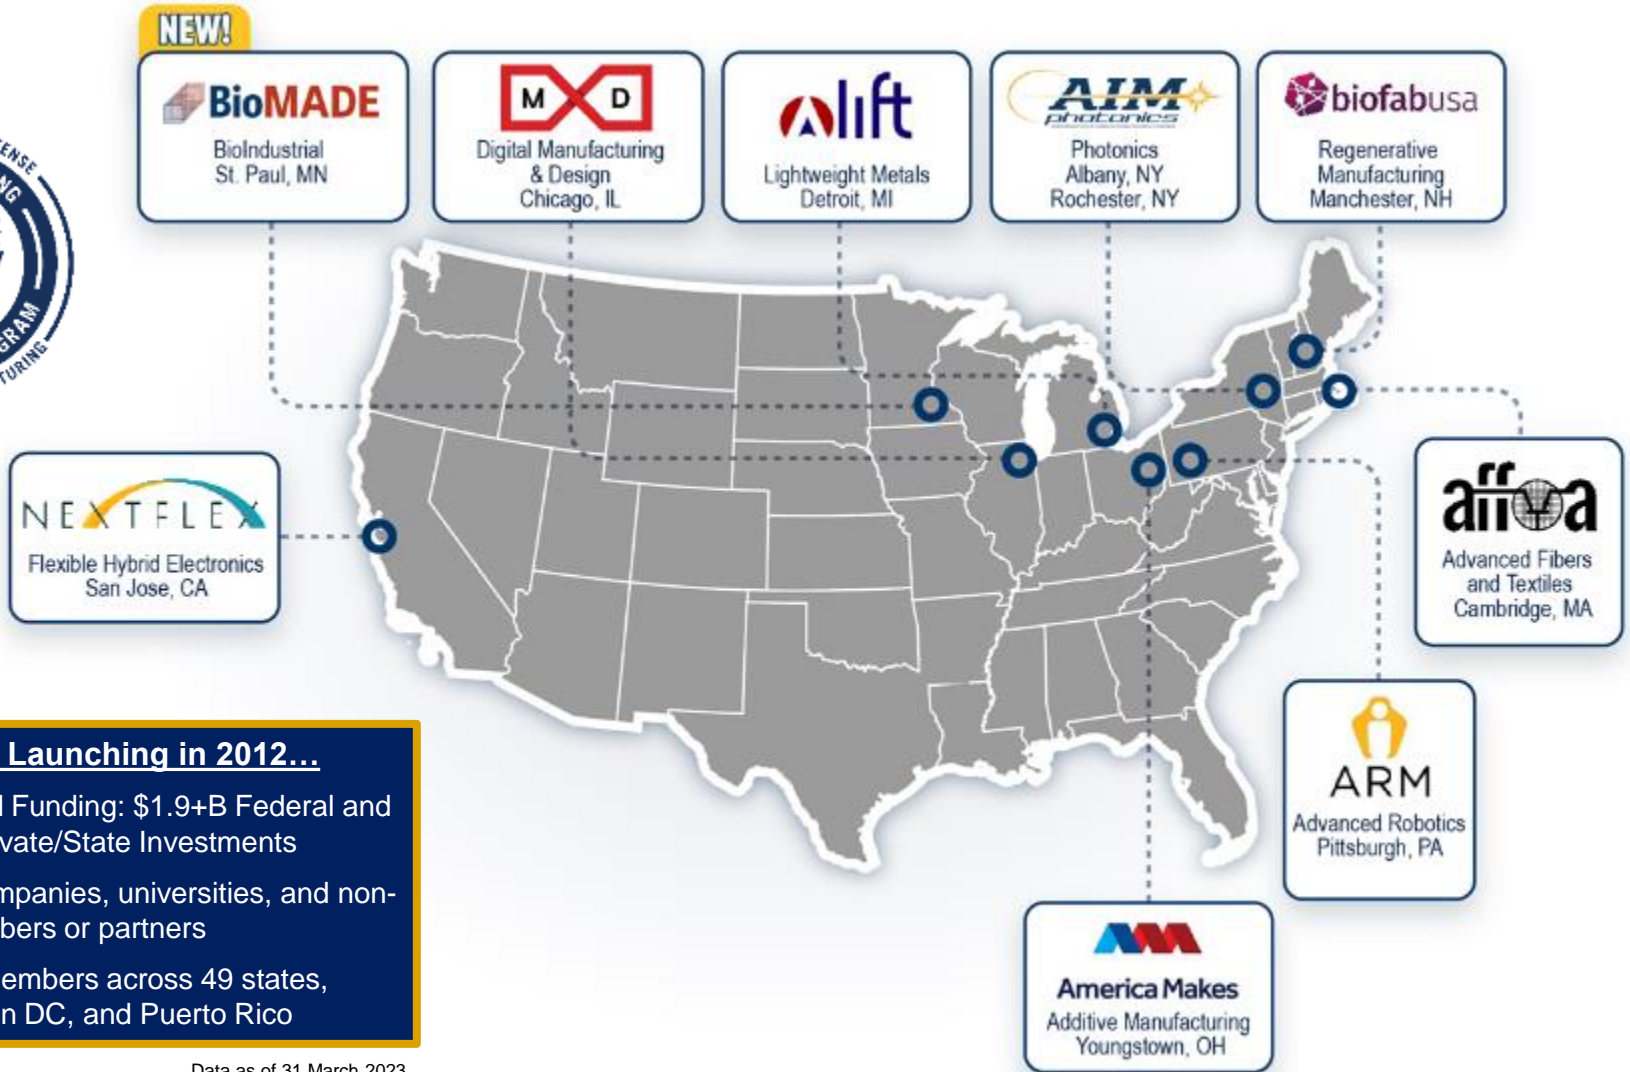 NEW!
BioMADE
BioIndustrial
St. Paul, MN
M D
Digital Manufacturing
& Design
Chicago, IL
lift
Lightweight Metals
Detroit, MI
AIM
photonics
Photonics
Albany, NY
Rochester, NY
biofabusa
Regenerative
Manufacturing
Manchester, NH
NEXTFLEX
Flexible Hybrid Electronics
San Jose, CA
affoa
Advanced Fibers
and Textiles
Cambridge, MA
ARM
Advanced Robotics
Pittsburgh, PA
America Makes
Additive Manufacturing
Youngstown, OH
Launching in 2012…
Funding: $1.9+B Federal and
/State Investments
universities, and non-
or partners
across 49 states,
DC, and Puerto Rico
Data as of 31 March 2023